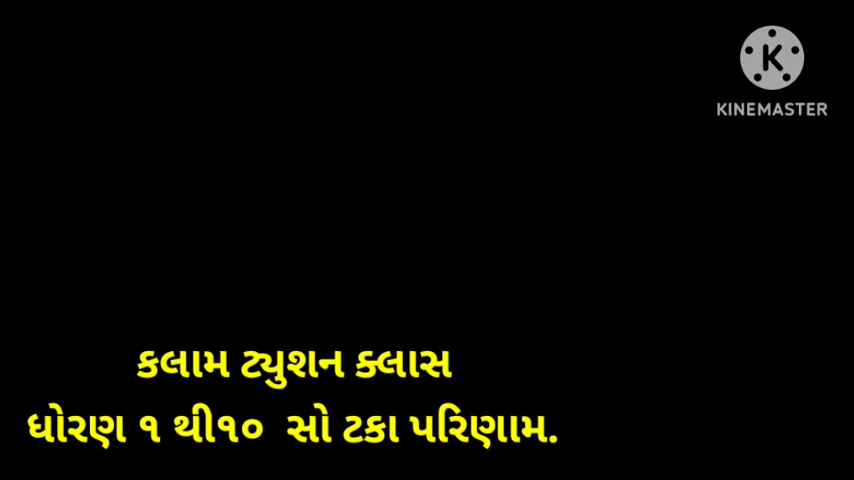 KINEMASTER
કલામ ટ્યુશન ક્લાસ
ધોરણ ૧ થી૧૦ સો ટકા પરિણામ.